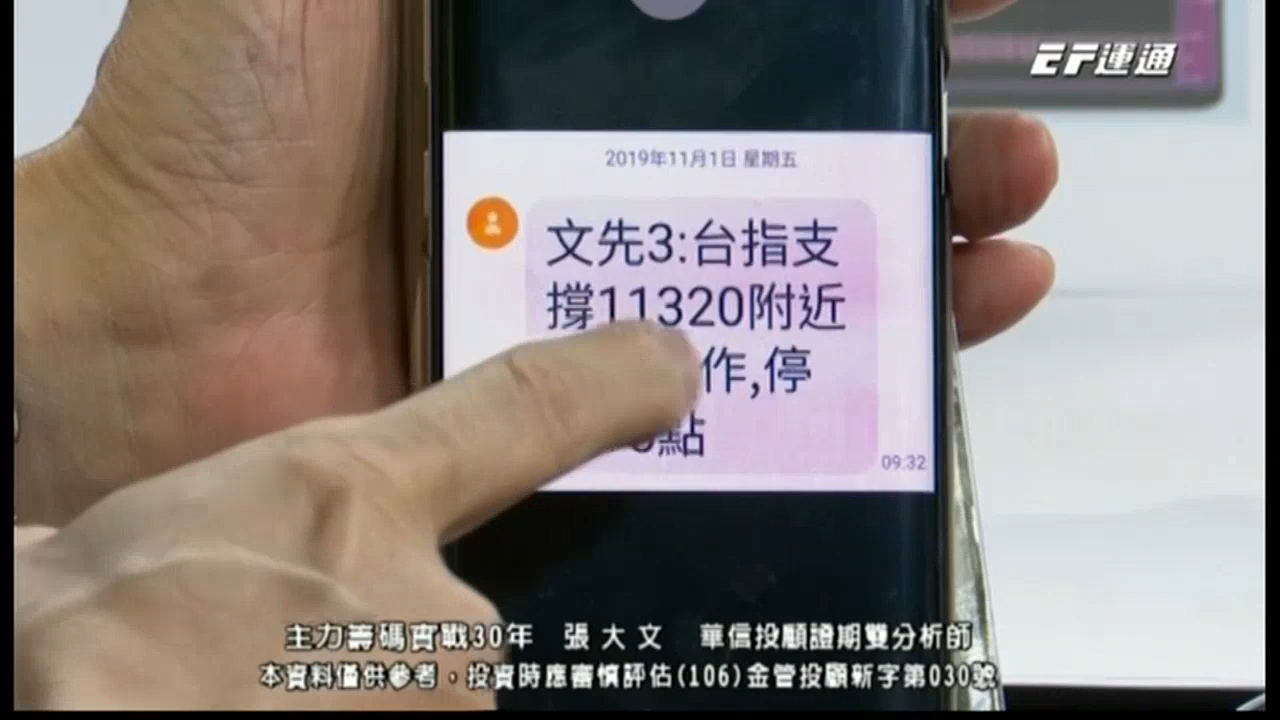 EF運通
2019年11月1日 星期五
文先3:台指支
撐11320附近
作,停
點
09:32
主力籌碼實戰30年 張大文 華信投顧證期雙分析師
本資料僅供參考，投資時應審慎評估(106)金管投顧新字第030號